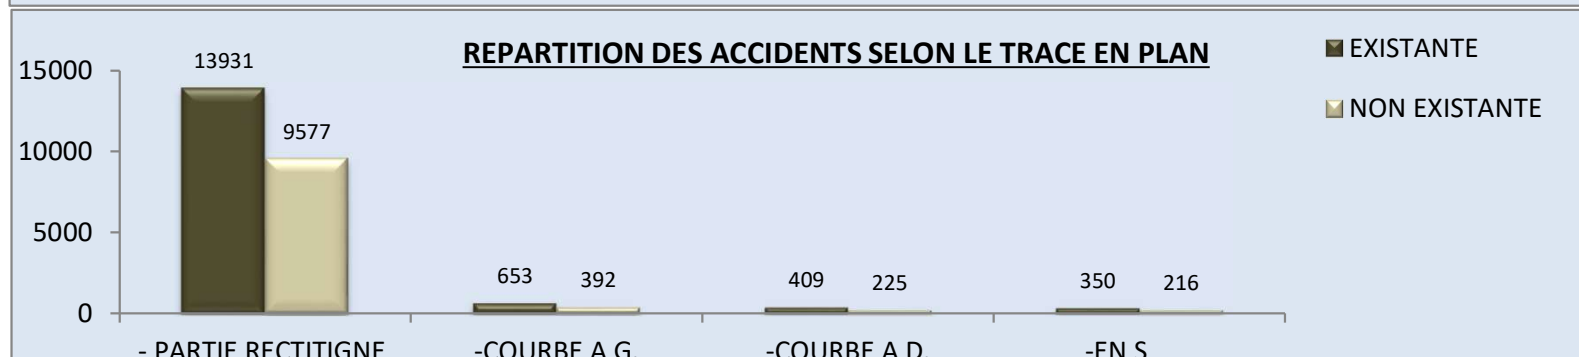 REPARTITION DES ACCIDENTS SELON LE TRACE EN PLAN
EXISTANTE
NON EXISTANTE
15000
10000
5000
0
13931
9577
653
392
409
225
350
216
- PARTIE RECTITIGNE
-COURBE A G.
-COURBE A D.
-EN S